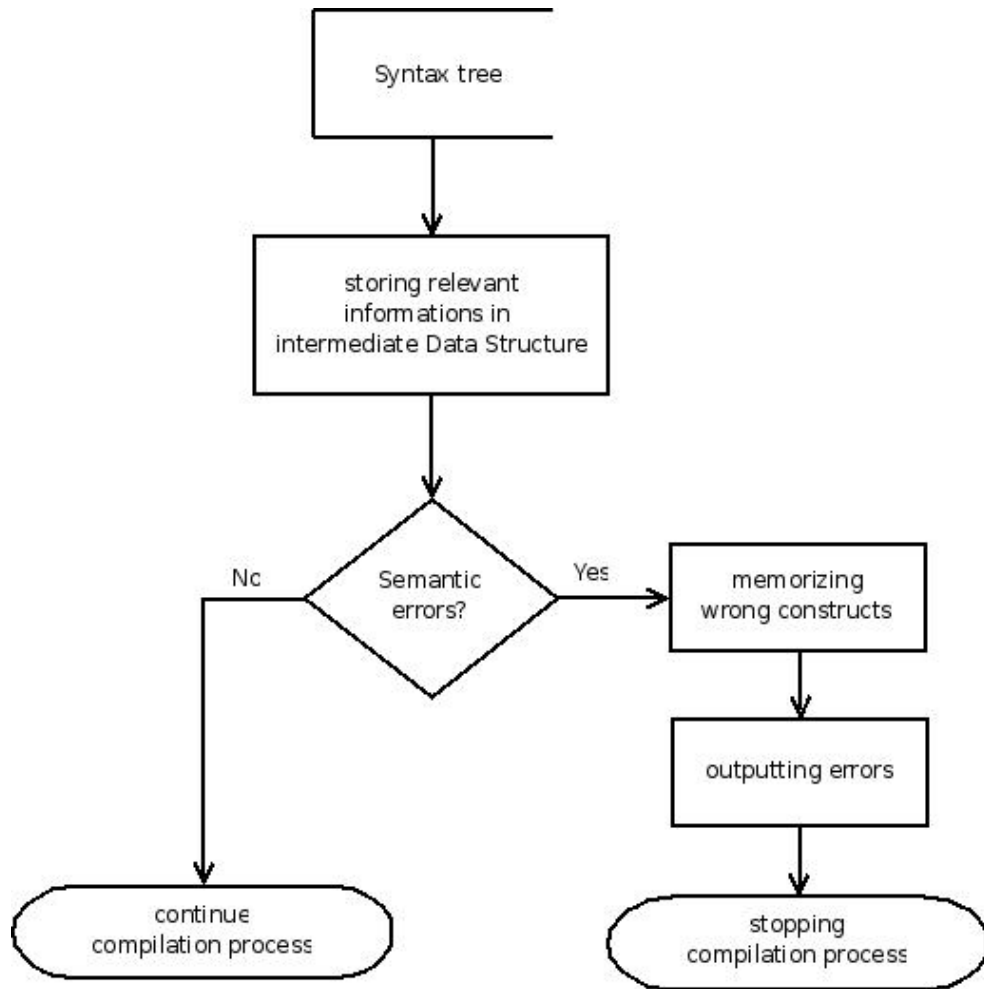 Syntax tree
storing relevant
informations in
intermediate Data Structure
Semantic
errors?
No
Yes
memorizing
wrong constructs
outputting errors
continue
compilation process
stopping
compilation process